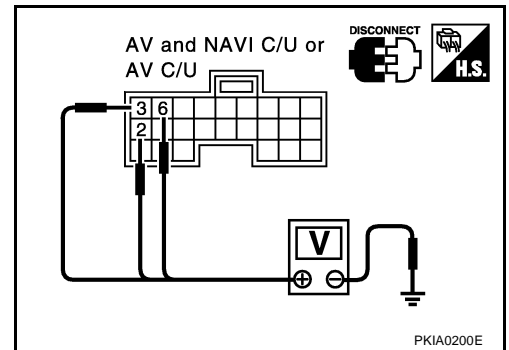 AV and NAVI C/U or
AV C/U
DISCONNECT
H.S.
3 6
2
V
+ −
PKIA0200E